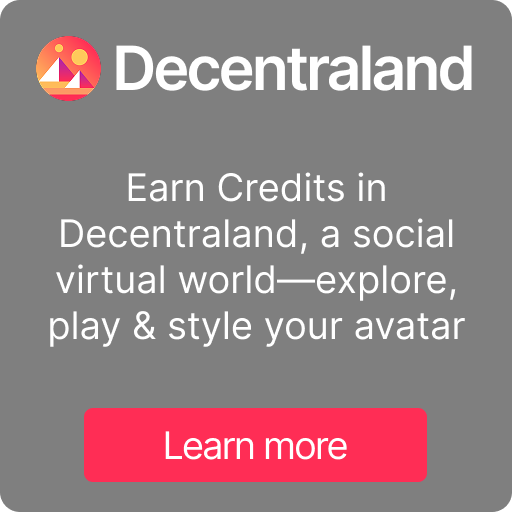 Decentraland
Earn Credits in
Decentraland, a social
virtual world—explore,
play & style your avatar
Learn more